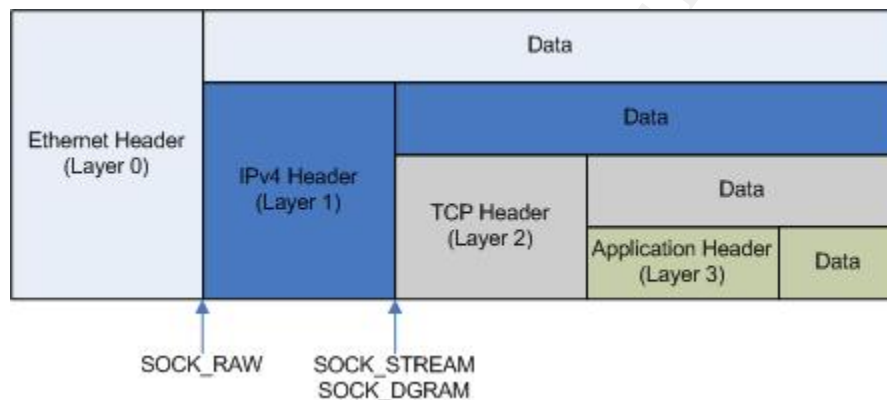 Data
Ethernet Header
(Layer 0)
IPv4 Header
(Layer 1)
Data
TCP Header
(Layer 2)
Data
Application Header
(Layer 3)
Data
SOCK_RAW
SOCK_STREAM
SOCK_DGRAM